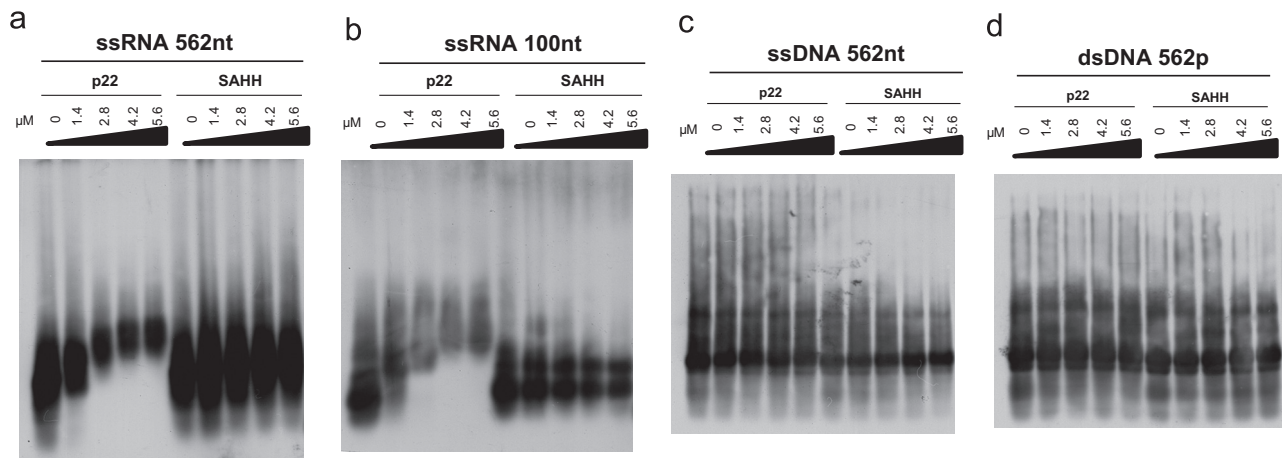 a
ssRNA 562nt
p22 SAHH
µM 0 1.4 2.8 4.2 5.6 0 1.4 2.8 4.2 5.6
b
ssRNA 100nt
p22 SAHH
µM 0 1.4 2.8 4.2 5.6 0 1.4 2.8 4.2 5.6
c
ssDNA 562nt
p22 SAHH
µM 0 1.4 2.8 4.2 5.6 0 1.4 2.8 4.2 5.6
d
dsDNA 562p
p22 SAHH
µM 0 1.4 2.8 4.2 5.6 0 1.4 2.8 4.2 5.6